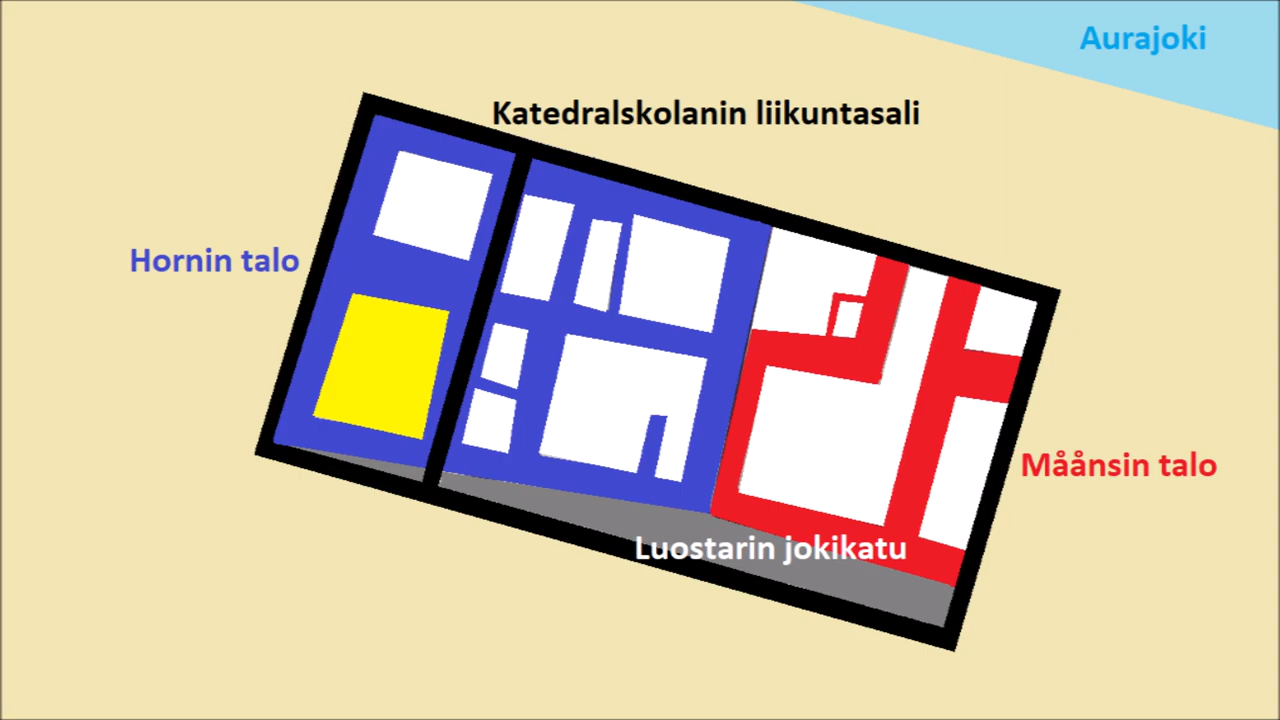 Aurajoki
Katedralskolanin liikuntasali
Hornin talo
Måånsin talo
Luostarin jokikatu